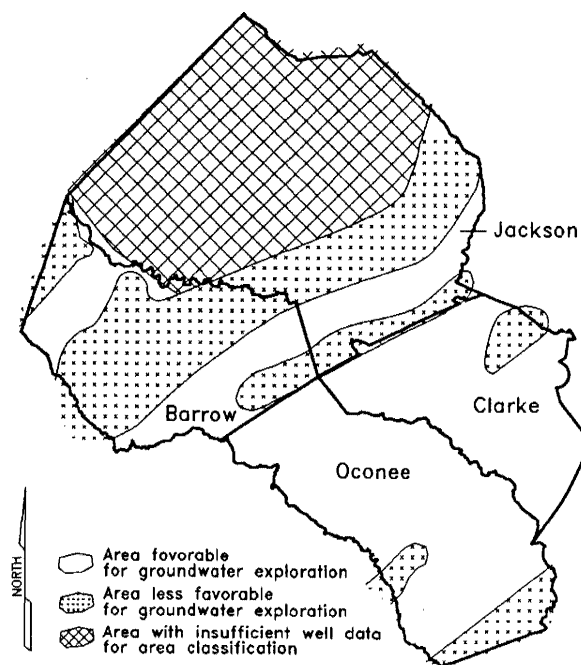 Jackson
Clarke
Barrow
Oconee
NORTH
Area fovorable
for groundwater exploration
Area less favorable
for groundwater exploration
Area with insufficient well data
for area classification